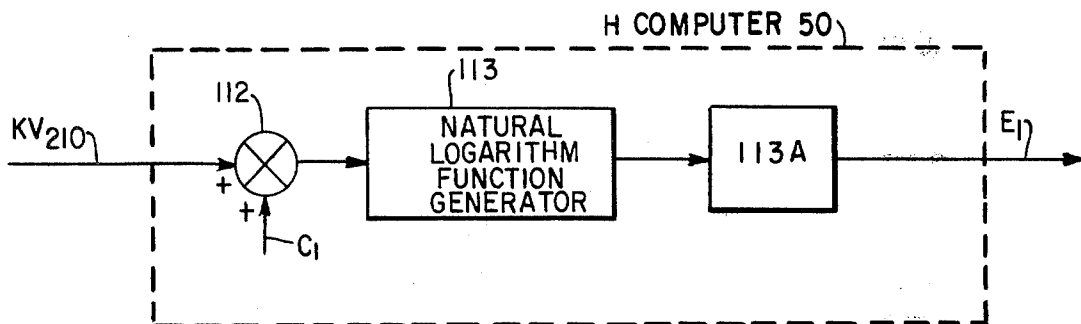 H COMPUTER 50
112
113
KV210
NATURAL
LOGARITHM
FUNCTION
GENERATOR
113A
E1
+
+
C1